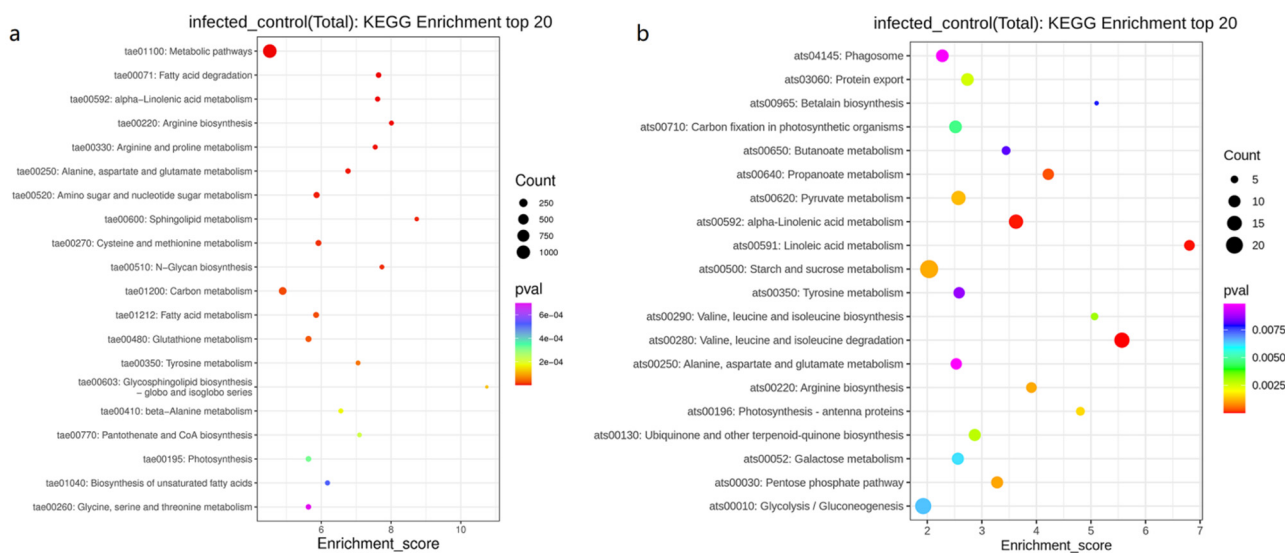 a
infected_control(Total): KEGG Enrichment top 20
tae01100: Metabolic pathways
tae00071: Fatty acid degradation
tae00592: alpha−Linolenic acid metabolism
tae00220: Arginine biosynthesis
tae00330: Arginine and proline metabolism
tae00250: Alanine, aspartate and glutamate metabolism
tae00520: Amino sugar and nucleotide sugar metabolism
tae00600: Sphingolipid metabolism
tae00270: Cysteine and methionine metabolism
tae00510: N−Glycan biosynthesis
tae01200: Carbon metabolism
tae01212: Fatty acid metabolism
tae00480: Glutathione metabolism
tae00350: Tyrosine metabolism
tae00603: Glycosphingolipid biosynthesis
− globo and isoglobo series
tae00410: beta−Alanine metabolism
tae00770: Pantothenate and CoA biosynthesis
tae00195: Photosynthesis
tae01040: Biosynthesis of unsaturated fatty acids
tae00260: Glycine, serine and threonine metabolism
6 8 10
Enrichment_score
Count
250
500
750
1000
pval
6e−04
4e−04
2e−04
b
infected_control(Total): KEGG Enrichment top 20
ats04145: Phagosome
ats03060: Protein export
ats00965: Betalain biosynthesis
ats00710: Carbon fixation in photosynthetic organisms
ats00650: Butanoate metabolism
ats00640: Propanoate metabolism
ats00620: Pyruvate metabolism
ats00592: alpha-Linolenic acid metabolism
ats00591: Linoleic acid metabolism
ats00500: Starch and sucrose metabolism
ats00350: Tyrosine metabolism
ats00290: Valine, leucine and isoleucine biosynthesis
ats00280: Valine, leucine and isoleucine degradation
ats00250: Alanine, aspartate and glutamate metabolism
ats00220: Arginine biosynthesis
ats00196: Photosynthesis - antenna proteins
ats00130: Ubiquinone and other terpenoid-quinone biosynthesis
ats00052: Galactose metabolism
ats00030: Pentose phosphate pathway
ats00010: Glycolysis / Gluconeogenesis
2 3 4 5 6 7
Enrichment_score
Count
5
10
15
20
pval
0.0075
0.0050
0.0025